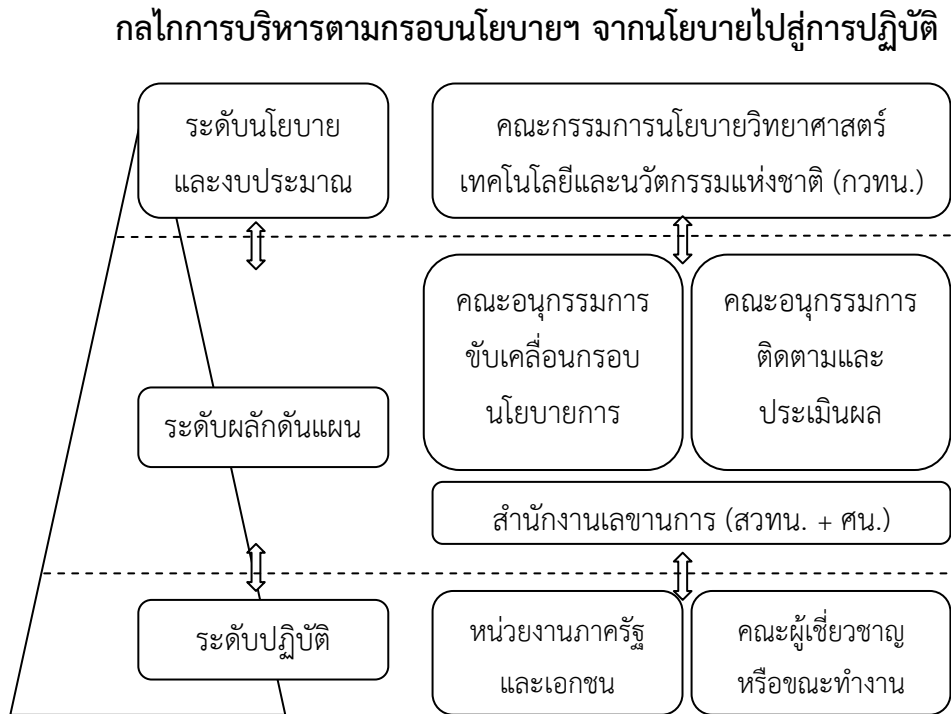 กลไกการบริหารตามกรอบนโยบายฯ จากนโยบายไปสู่การปฏิบัติ
ระดับนโยบาย
และงบประมาณ
คณะกรรมการนโยบายวิทยาศาสตร์
เทคโนโลยีและนวัตกรรมแห่งชาติ (กวทน.)
คณะอนุกรรมการ
ขับเคลื่อนกรอบ
นโยบายการ
คณะอนุกรรมการ
ติดตามและ
ประเมินผล
ระดับผลักดันแผน
สำนักงานเลขานการ (สวทน. + ศน.)
ระดับปฏิบัติ
หน่วยงานภาครัฐ
และเอกชน
คณะผู้เชี่ยวชาญ
หรือขณะทำงาน